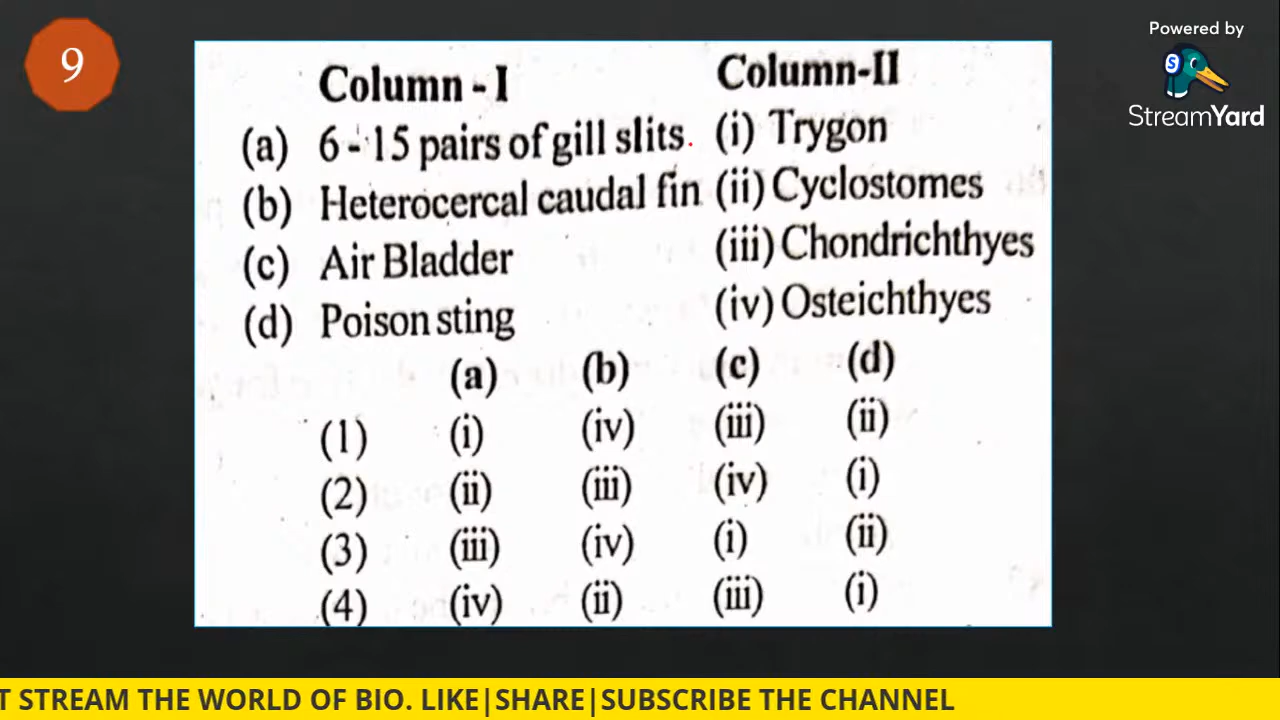 9
Powered by
StreamYard
Column - I Column-II
(a) 6 - 15 pairs of gill slits. (i) Trygon
(b) Heterocercal caudal fin (ii) Cyclostomes
(c) Air Bladder (iii) Chondrichthyes
(d) Poison sting (iv) Osteichthyes
(a) (b) (c) (d)
(1) (i) (iv) (iii) (ii)
(2) (ii) (iii) (iv) (i)
(3) (iii) (iv) (i) (ii)
(4) (iv) (ii) (iii) (i)
T STREAM THE WORLD OF BIO. LIKE|SHARE|SUBSCRIBE THE CHANNEL